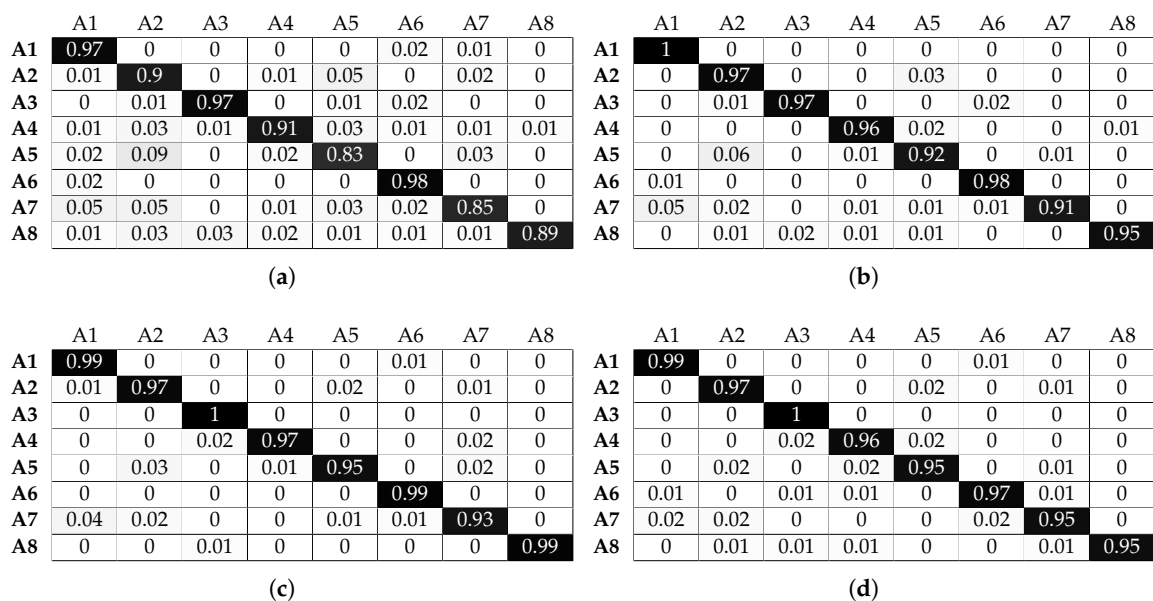 A1 A2 A3 A4 A5 A6 A7 A8
A1 0.97 0 0 0 0 0.02 0.01 0
A2 0.01 0.9 0 0.01 0.05 0 0.02 0
A3 0 0.01 0.97 0 0.01 0.02 0 0
A4 0.01 0.03 0.01 0.91 0.03 0.01 0.01 0.01
A5 0.02 0.09 0 0.02 0.83 0 0.03 0
A6 0.02 0 0 0 0 0.98 0 0
A7 0.05 0.05 0 0.01 0.03 0.02 0.85 0
A8 0.01 0.03 0.03 0.02 0.01 0.01 0.01 0.89
(a)
A1 A2 A3 A4 A5 A6 A7 A8
A1 1 0 0 0 0 0 0 0
A2 0 0.97 0 0 0.03 0 0 0
A3 0 0.01 0.97 0 0 0.02 0 0
A4 0 0 0 0.96 0.02 0 0 0.01
A5 0 0.06 0 0.01 0.92 0 0.01 0
A6 0.01 0 0 0 0 0.98 0 0
A7 0.05 0.02 0 0.01 0.01 0.01 0.91 0
A8 0 0.01 0.02 0.01 0.01 0 0 0.95
(b)
A1 A2 A3 A4 A5 A6 A7 A8
A1 0.99 0 0 0 0 0.01 0 0
A2 0.01 0.97 0 0 0.02 0 0.01 0
A3 0 0 1 0 0 0 0 0
A4 0 0 0.02 0.97 0 0 0.02 0
A5 0 0.03 0 0.01 0.95 0 0.02 0
A6 0 0 0 0 0 0.99 0 0
A7 0.04 0.02 0 0 0.01 0.01 0.93 0
A8 0 0 0.01 0 0 0 0 0.99
(c)
A1 A2 A3 A4 A5 A6 A7 A8
A1 0.99 0 0 0 0 0.01 0 0
A2 0 0.97 0 0 0.02 0 0.01 0
A3 0 0 1 0 0 0 0 0
A4 0 0 0.02 0.96 0.02 0 0 0
A5 0 0.02 0 0.02 0.95 0 0.01 0
A6 0.01 0 0.01 0.01 0 0.97 0.01 0
A7 0.02 0.02 0 0 0 0.02 0.95 0
A8 0 0.01 0.01 0.01 0 0 0.01 0.95
(d)